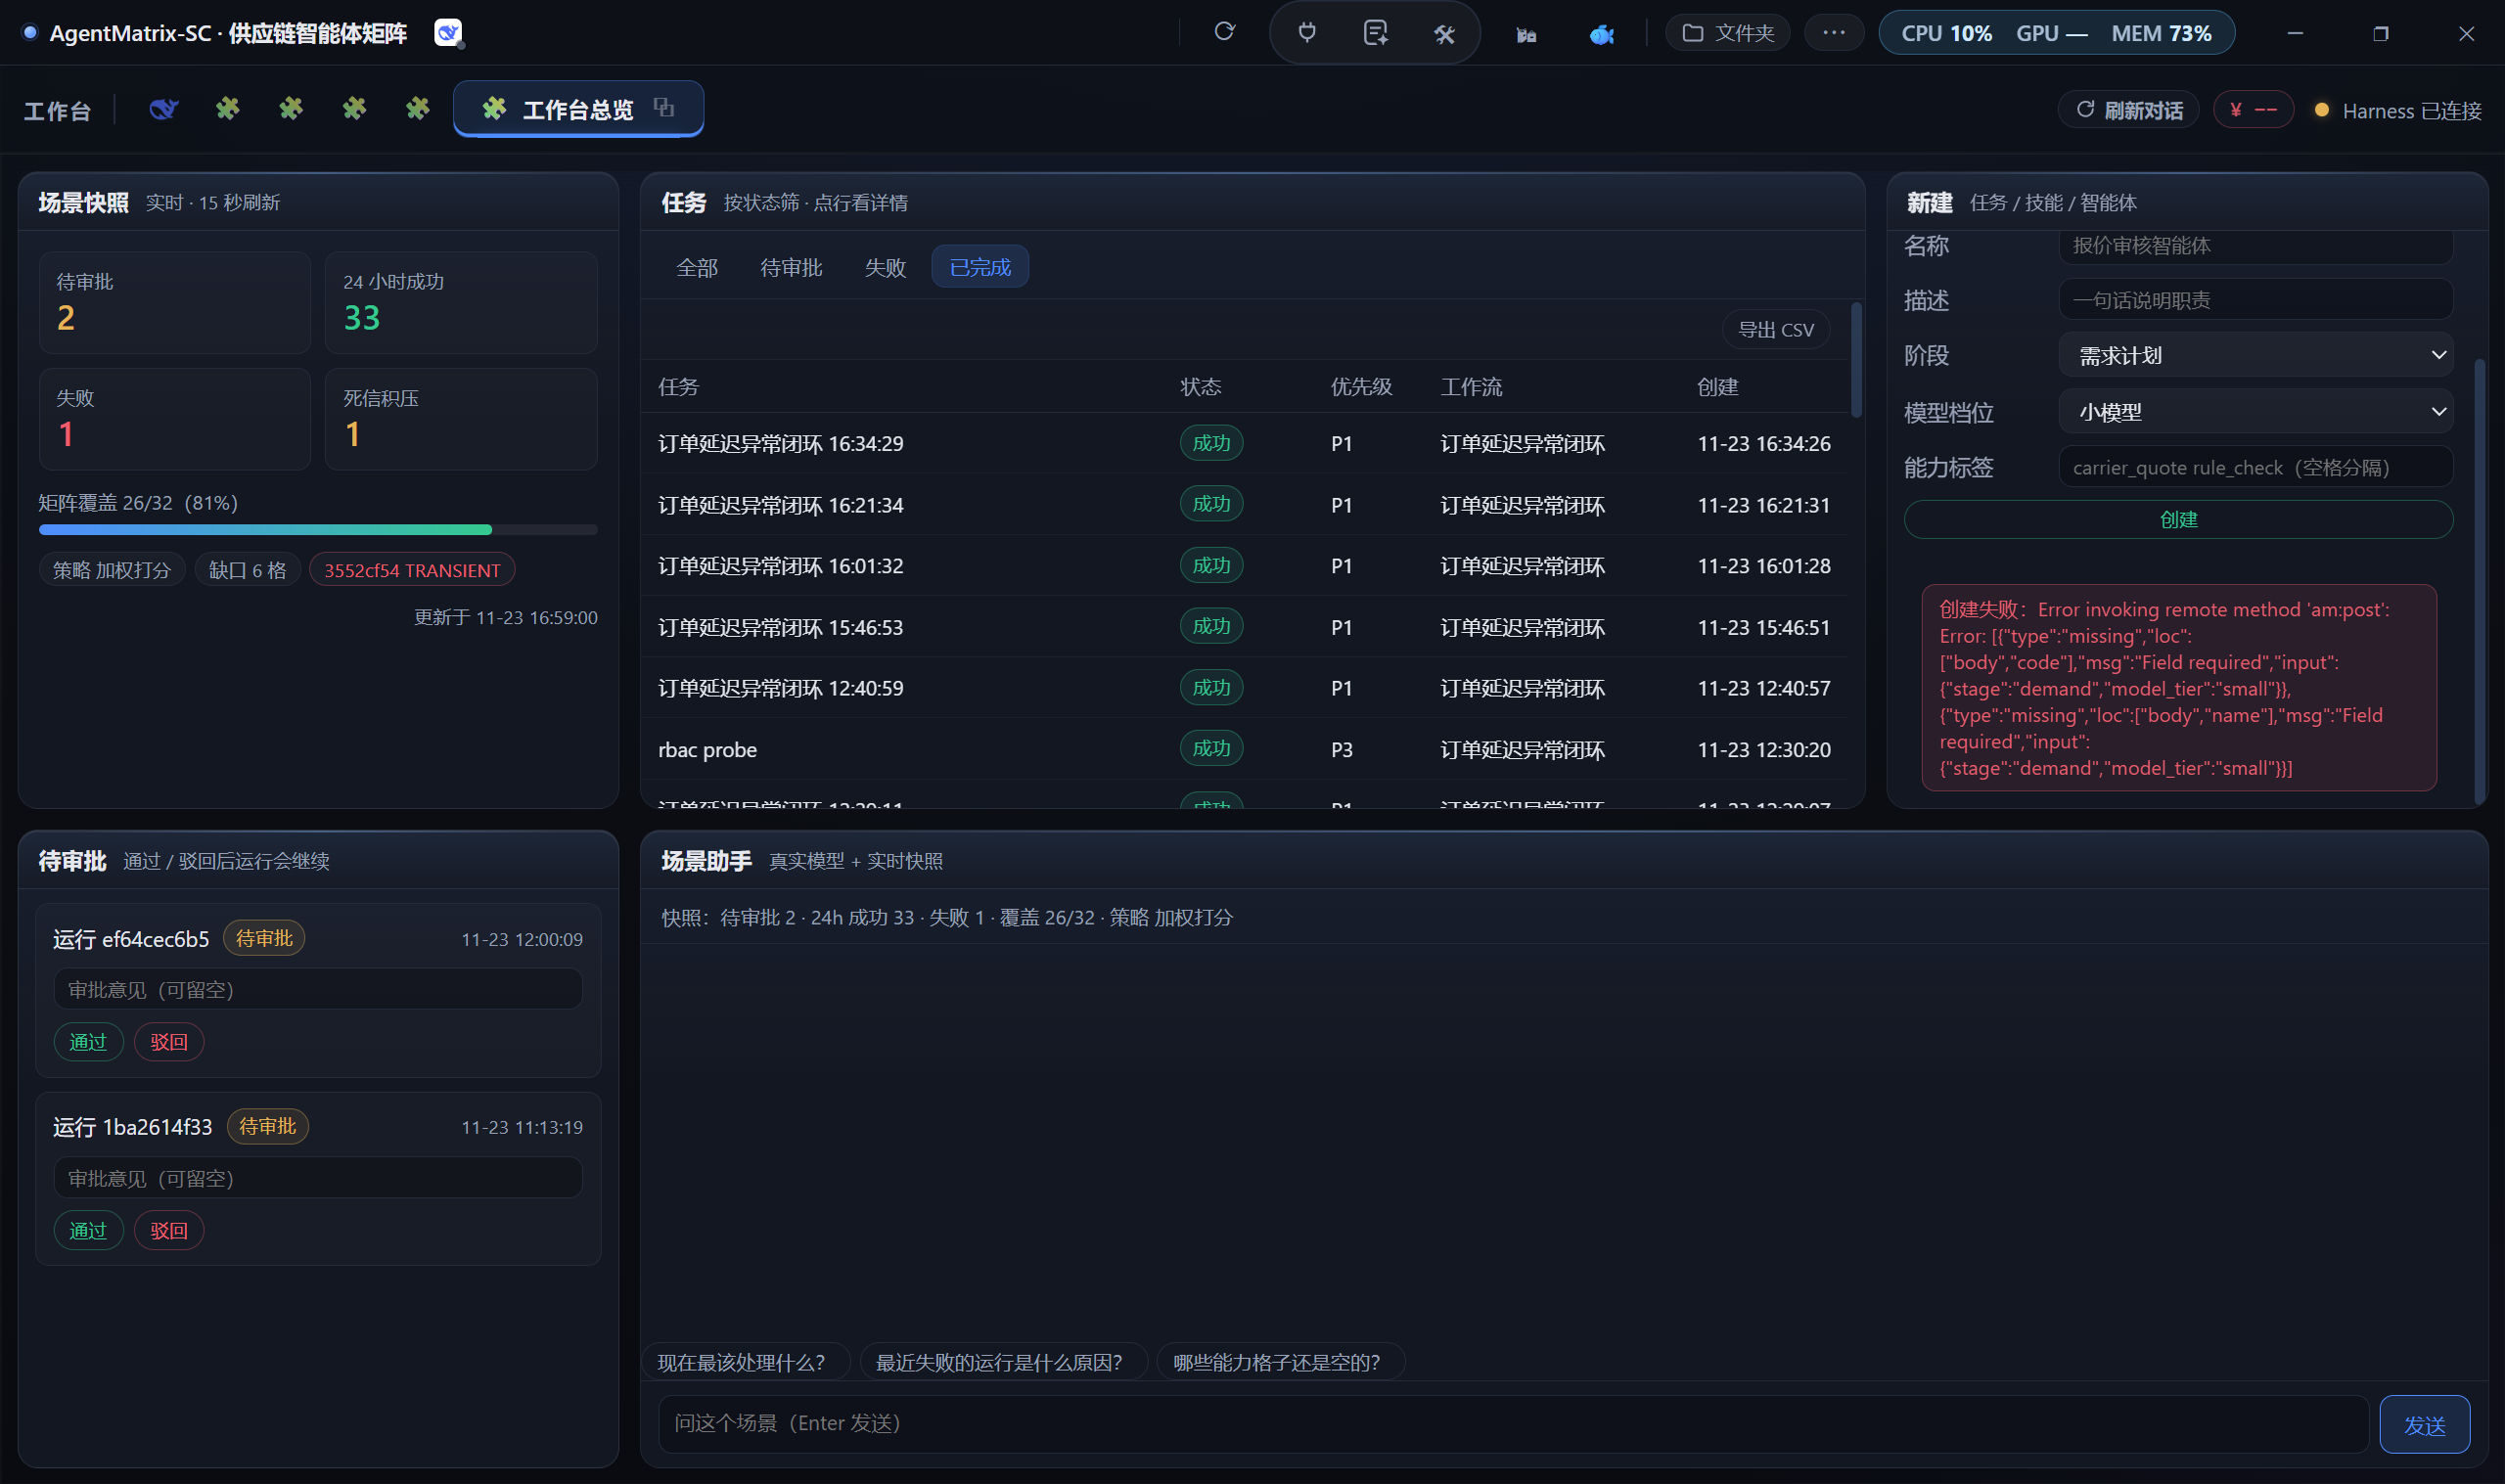 AgentMatrix-SC · 供应链智能体矩阵
文件夹
···
CPU 10% GPU — MEM 73%
工作台
工作台总览
刷新对话
¥ --
Harness 已连接
场景快照 实时 · 15 秒刷新
待审批
2
24 小时成功
33
失败
1
死信积压
1
矩阵覆盖 26/32（81%）
策略 加权打分
缺口 6 格
3552cf54 TRANSIENT
更新于 11-23 16:59:00
任务 按状态筛 · 点行看详情
全部 待审批 失败 已完成
导出 CSV
任务 状态 优先级 工作流 创建
订单延迟异常闭环 16:34:29 成功 P1 订单延迟异常闭环 11-23 16:34:26
订单延迟异常闭环 16:21:34 成功 P1 订单延迟异常闭环 11-23 16:21:31
订单延迟异常闭环 16:01:32 成功 P1 订单延迟异常闭环 11-23 16:01:28
订单延迟异常闭环 15:46:53 成功 P1 订单延迟异常闭环 11-23 15:46:51
订单延迟异常闭环 12:40:59 成功 P1 订单延迟异常闭环 11-23 12:40:57
rbac probe 成功 P3 订单延迟异常闭环 11-23 12:30:20
新建 任务 / 技能 / 智能体
名称 报价审核智能体
描述 一句话说明职责
阶段 需求计划
模型档位 小模型
能力标签 carrier_quote rule_check（空格分隔）
创建
创建失败：Error invoking remote method 'am:post':
Error: [{"type":"missing","loc":
["body","code"],"msg":"Field required","input":
{"stage":"demand","model_tier":"small"}},
{"type":"missing","loc":["body","name"],"msg":"Field
required","input":
{"stage":"demand","model_tier":"small"}}]
待审批 通过 / 驳回后运行会继续
运行 ef64cec6b5 待审批 11-23 12:00:09
审批意见（可留空）
通过 驳回
运行 1ba2614f33 待审批 11-23 11:13:19
审批意见（可留空）
通过 驳回
场景助手 真实模型 + 实时快照
快照：待审批 2 · 24h 成功 33 · 失败 1 · 覆盖 26/32 · 策略 加权打分
现在最该处理什么？
最近失败的运行是什么原因？
哪些能力格子还是空的？
问这个场景（Enter 发送）
发送